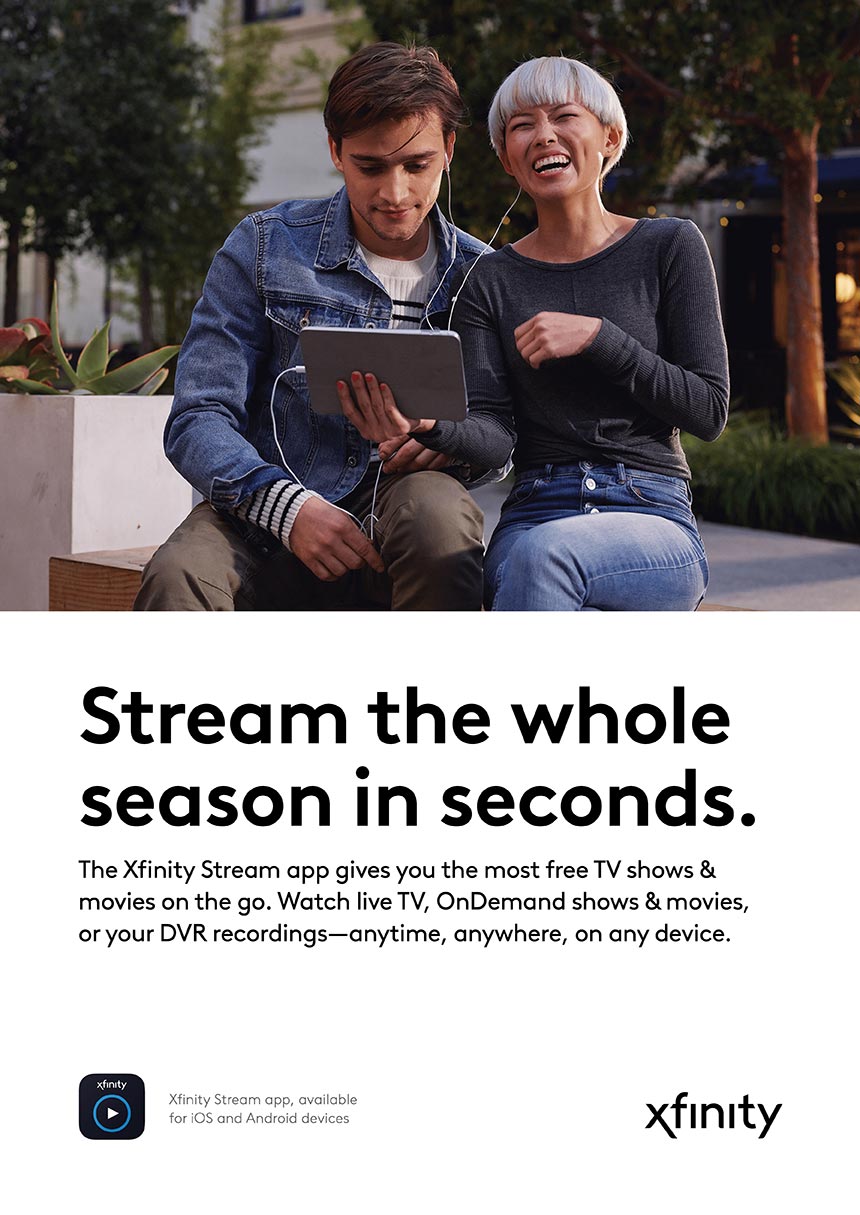 Stream the whole
season in seconds.
The Xfinity Stream app gives you the most free TV shows &
movies on the go. Watch live TV, OnDemand shows & movies,
or your DVR recordings—anytime, anywhere, on any device.
xfinity
Xfinity Stream app, available
for iOS and Android devices
xfinity